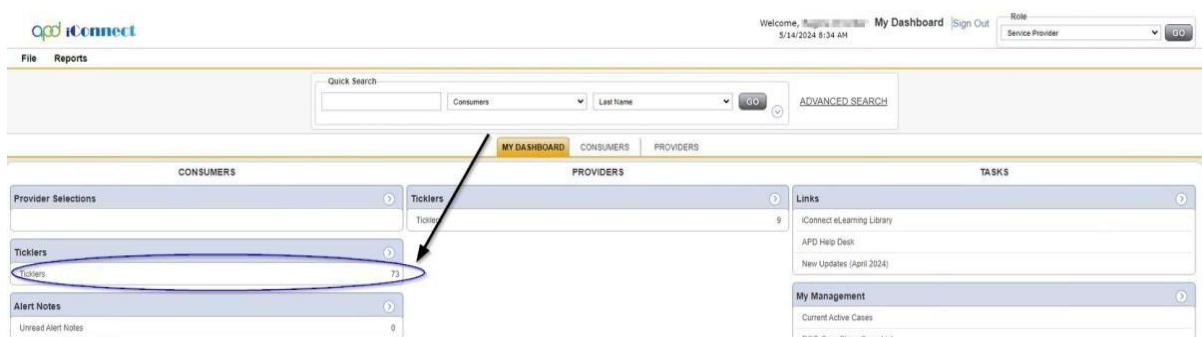 apd iConnect
Welcome,
5/14/2024 8:34 AM
My Dashboard
Sign Out
Role
Service Provider
GO
File Reports
Quick Search
Consumers
Last Name
GO
ADVANCED SEARCH
MY DASHBOARD CONSUMERS PROVIDERS
CONSUMERS
Provider Selections
Ticklers
Ticklers 73
Alert Notes
Unread Alert Notes 0
PROVIDERS
Ticklers
Ticklers 9
TASKS
Links
iConnect eLearning Library
APD Help Desk
New Updates (April 2024)
My Management
Current Active Cases